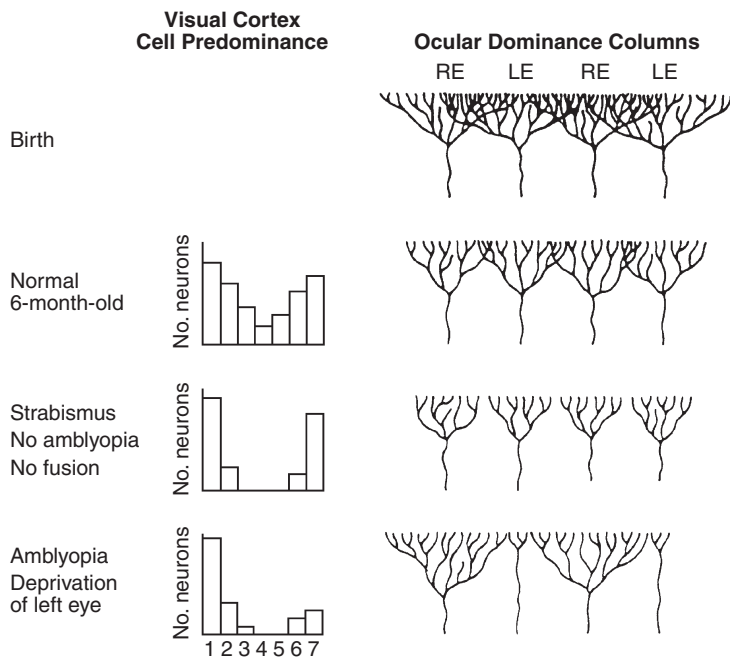 Visual Cortex
Cell Predominance
Ocular Dominance Columns
RE LE RE LE
Birth
Normal
6-month-old
No. neurons
Strabismus
No amblyopia
No fusion
No. neurons
Amblyopia
Deprivation
of left eye
No. neurons
1 2 3 4 5 6 7